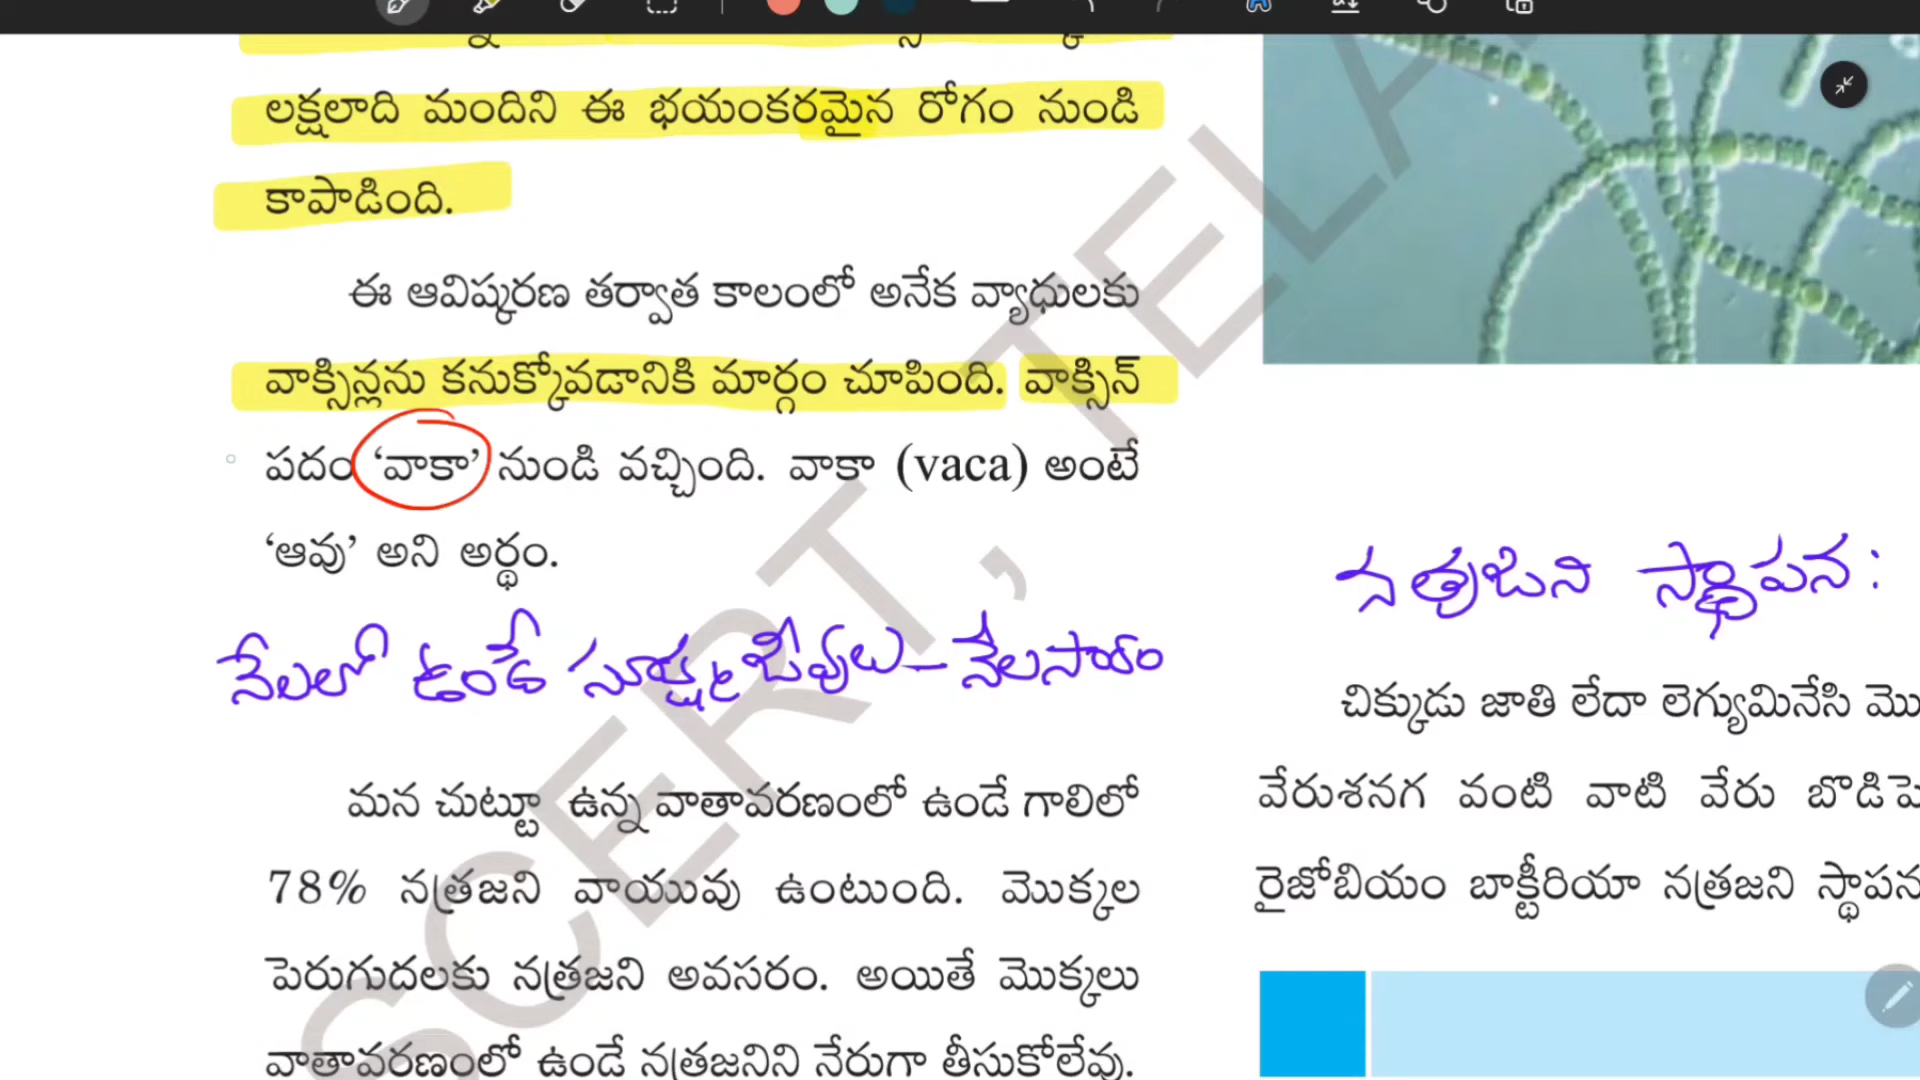 లక్షలాది మందిని ఈ భయంకరమైన రోగం నుండి
కాపాడింది.
ఈ ఆవిష్కరణ తర్వాత కాలంలో అనేక వ్యాధులకు
వాక్సిన్లను కనుక్కోవడానికి మార్గం చూపింది. వాక్సిన్
పదం ‘వాకా’ నుండి వచ్చింది. వాకా (vaca) అంటే
‘ఆవు’ అని అర్థం.
నేలలో ఉండే సూక్ష్మజీవులు – నేలసారం
మన చుట్టూ ఉన్న వాతావరణంలో ఉండే గాలిలో
78% నత్రజని వాయువు ఉంటుంది. మొక్కల
పెరుగుదలకు నత్రజని అవసరం. అయితే మొక్కలు
వాతావరణంలో ఉండే నత్రజనిని నేరుగా తీసుకోలేవు.
నత్రజని స్థాపన :
చిక్కుడు జాతి లేదా లెగ్యుమినేసి మొ
వేరుశనగ వంటి వాటి వేరు బొడిపె
రైజోబియం బాక్టీరియా నత్రజని స్థాపన
SCERT, TELA